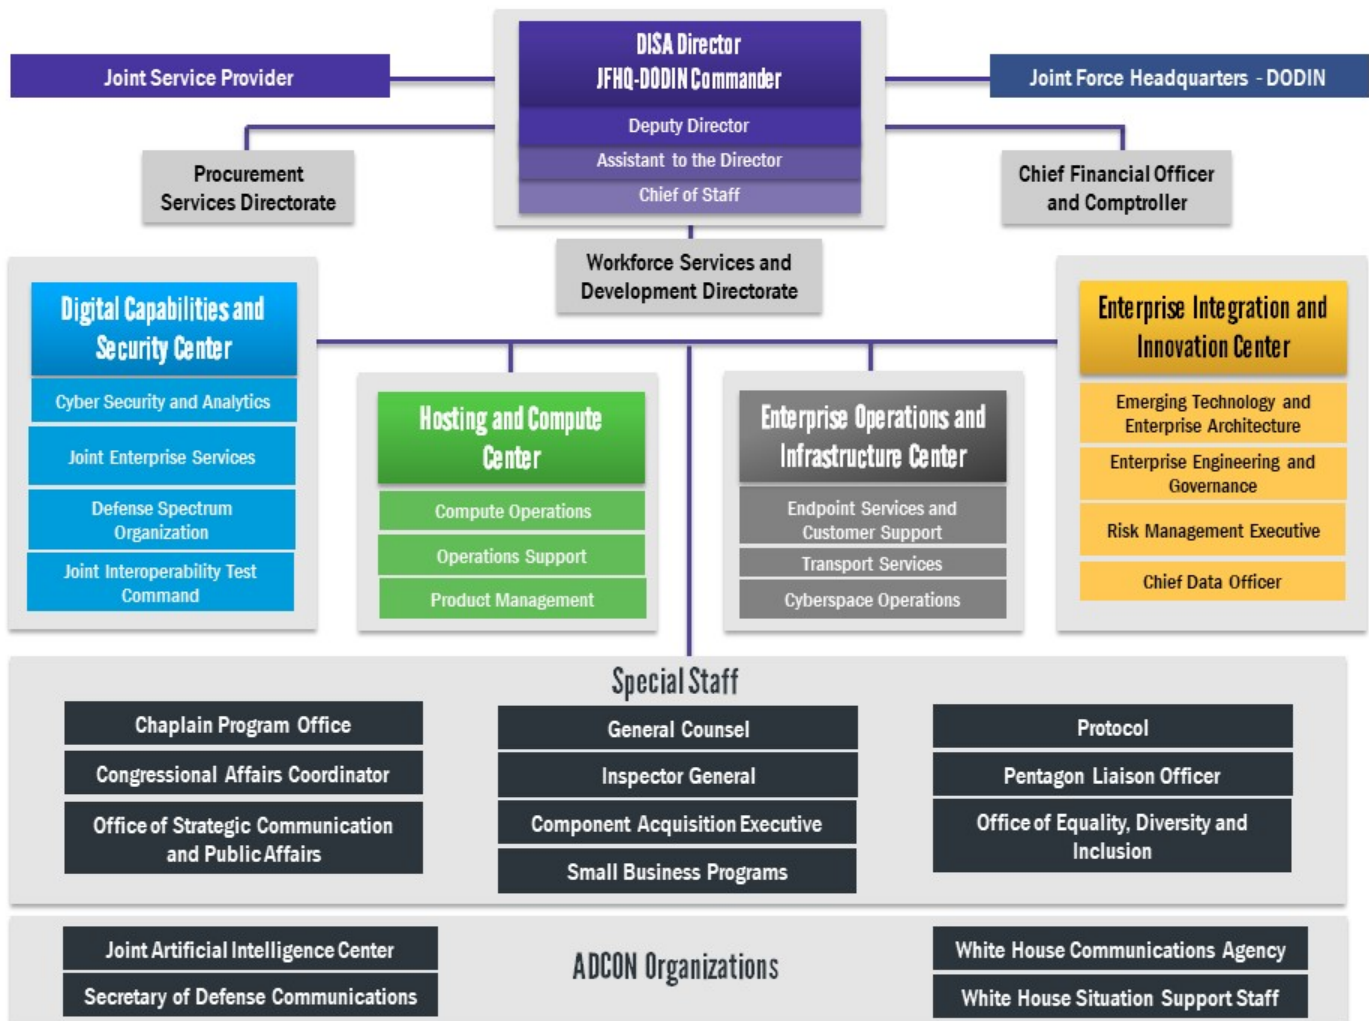 DISA Director
JFHQ-DODIN Commander
Deputy Director
Assistant to the Director
Chief of Staff
Joint Service Provider
Joint Force Headquarters - DODIN
Procurement
Services Directorate
Chief Financial Officer
and Comptroller
Workforce Services and
Development Directorate
Digital Capabilities and
Security Center
Cyber Security and Analytics
Joint Enterprise Services
Defense Spectrum
Organization
Joint Interoperability Test
Command
Hosting and Compute
Center
Compute Operations
Operations Support
Product Management
Enterprise Operations and
Infrastructure Center
Endpoint Services and
Customer Support
Transport Services
Cyberspace Operations
Enterprise Integration and
Innovation Center
Emerging Technology and
Enterprise Architecture
Enterprise Engineering and
Governance
Risk Management Executive
Chief Data Officer
Special Staff
Chaplain Program Office
Congressional Affairs Coordinator
Office of Strategic Communication
and Public Affairs
General Counsel
Inspector General
Component Acquisition Executive
Small Business Programs
Protocol
Pentagon Liaison Officer
Office of Equality, Diversity and
Inclusion
ADCON Organizations
Joint Artificial Intelligence Center
Secretary of Defense Communications
White House Communications Agency
White House Situation Support Staff